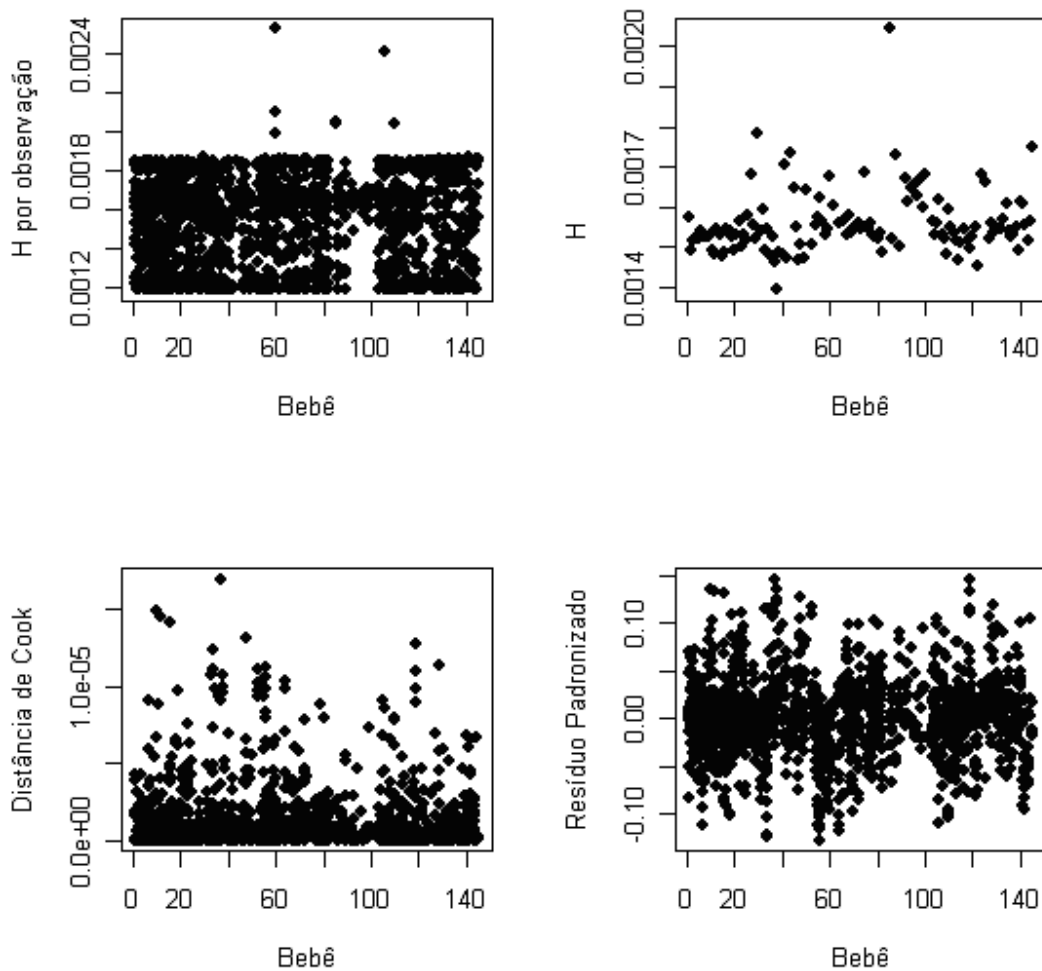 H por observação
0.0012 0.0018 0.0024
0 20 60 100 140
Bebê
H
0.0014 0.0017 0.0020
0 20 60 100 140
Bebê
Distância de Cook
0.0e+00 1.0e-05
0 20 60 100 140
Bebê
Resíduo Padronizado
-0.10 0.00 0.10
0 20 60 100 140
Bebê